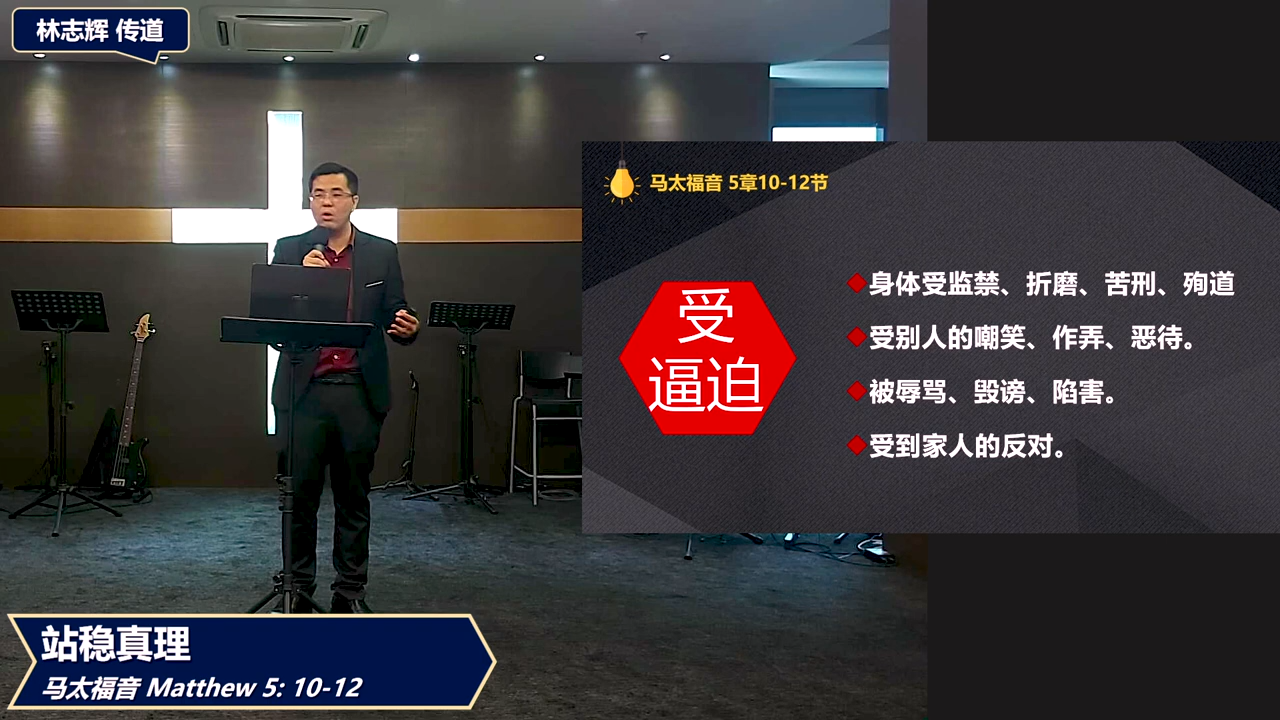 林志辉 传道
马太福音 5章10-12节
受
逼迫
身体受监禁、折磨、苦刑、殉道
受别人的嘲笑、作弄、恶待。
被辱骂、毁谤、陷害。
受到家人的反对。
站稳真理
马太福音 Matthew 5: 10-12